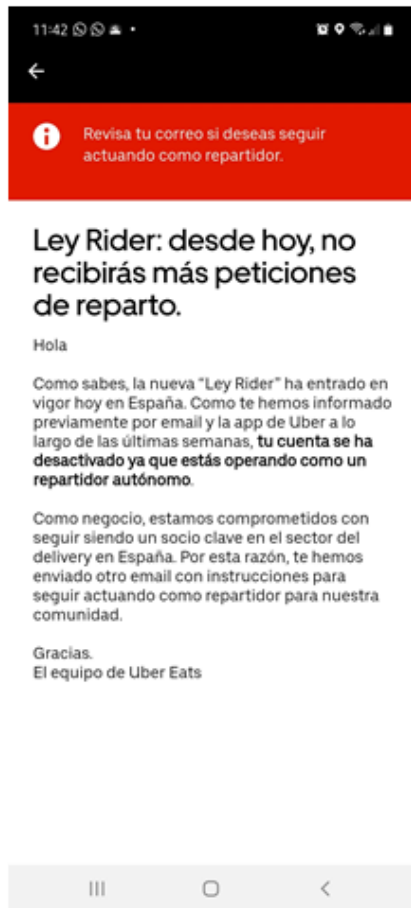 11:42
Revisa tu correo si deseas seguir
actuando como repartidor.
Ley Rider: desde hoy, no
recibirás más peticiones
de reparto.
Hola
Como sabes, la nueva "Ley Rider" ha entrado en
vigor hoy en España. Como te hemos informado
previamente por email y la app de Uber a lo
largo de las últimas semanas, tu cuenta se ha
desactivado ya que estás operando como un
repartidor autónomo.
Como negocio, estamos comprometidos con
seguir siendo un socio clave en el sector del
delivery en España. Por esta razón, te hemos
enviado otro email con instrucciones para
seguir actuando como repartidor para nuestra
comunidad.
Gracias.
El equipo de Uber Eats